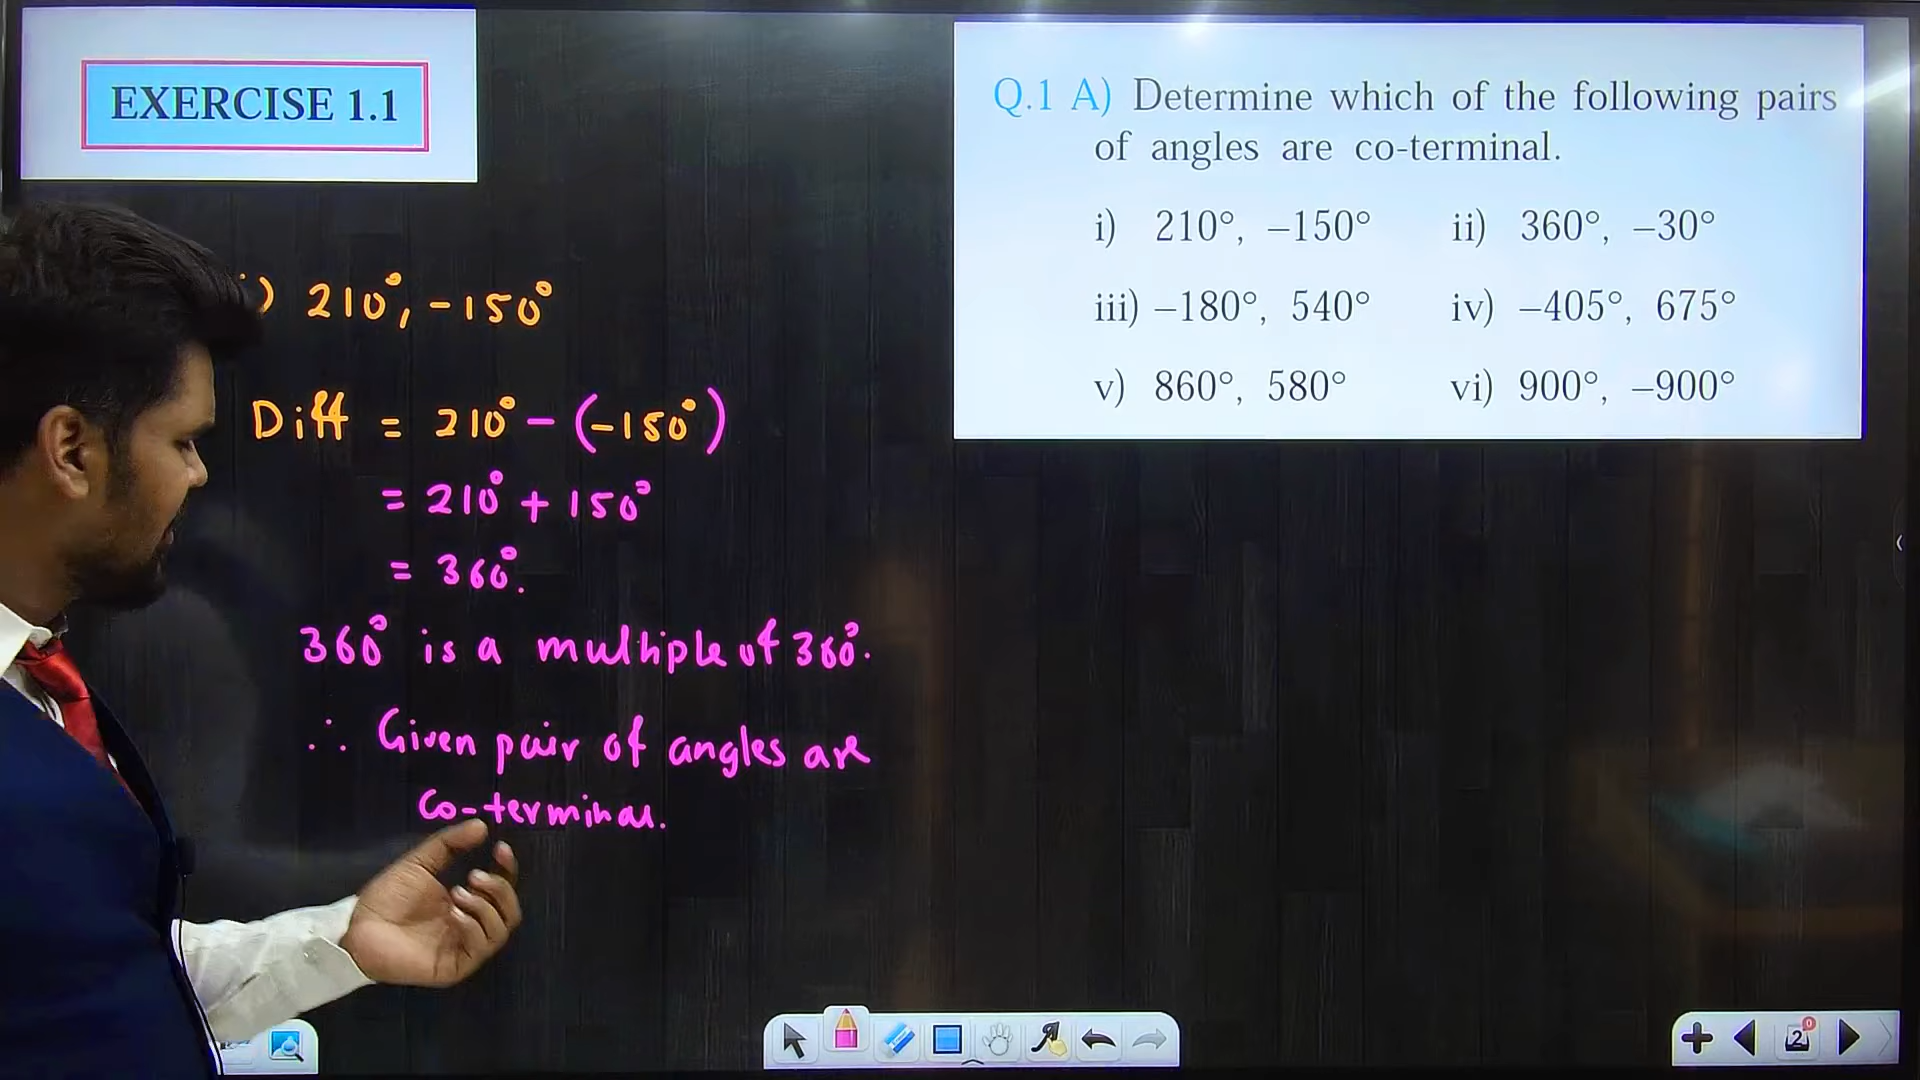 EXERCISE 1.1
Q.1 A) Determine which of the following pairs
of angles are co-terminal.
i) 210°, –150° ii) 360°, –30°
iii) –180°, 540° iv) –405°, 675°
v) 860°, 580° vi) 900°, –900°
) 210°, -150°
Diff = 210° - (-150°)
= 210° + 150°
= 360°.
360° is a multiple of 360°.
∴ Given pair of angles are
co-terminal.
2